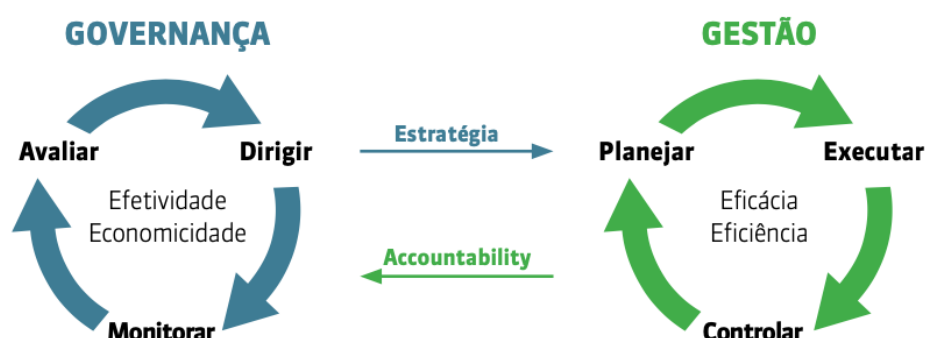 GOVERNANÇA
Avaliar
Dirigir
Efetividade
Economicidade
Monitorar
Estratégia
Accountability
GESTÃO
Planejar
Executar
Eficácia
Eficiência
Controlar